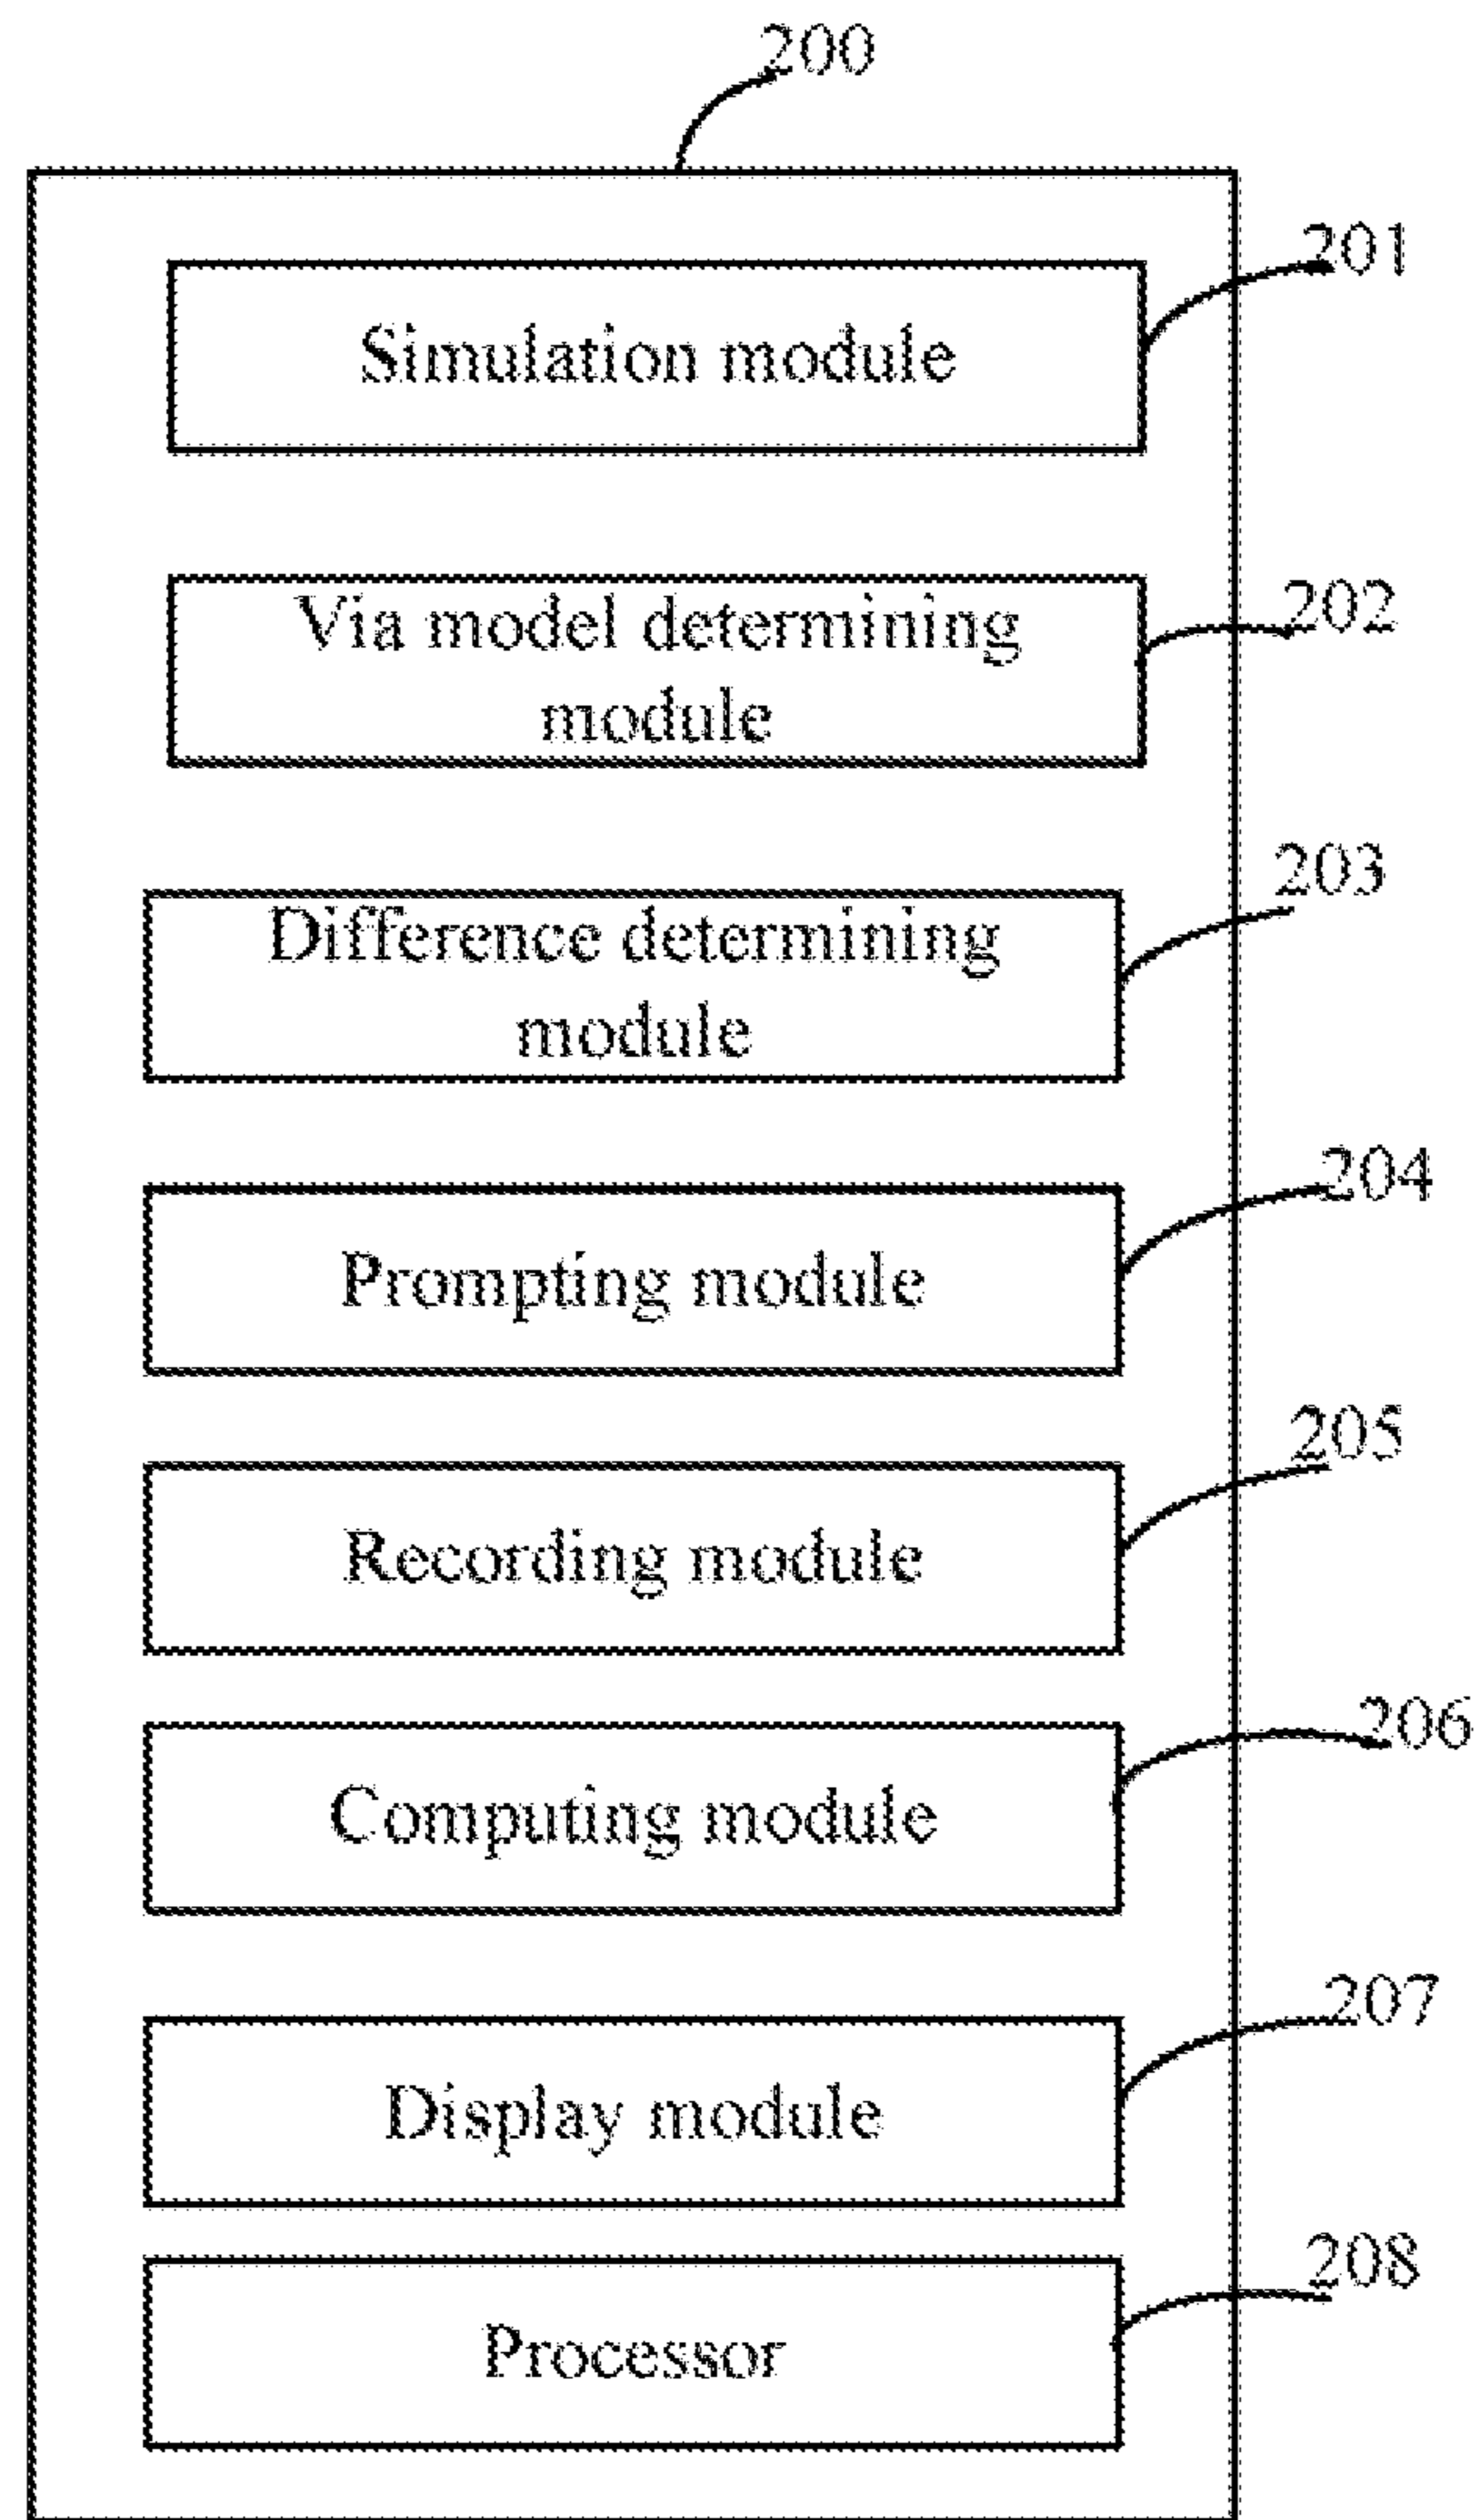 200
201
Simulation module
202
Via model determining
module
203
Difference determining
module
204
Prompting module
205
Recording module
206
Computing module
207
Display module
208
Processor